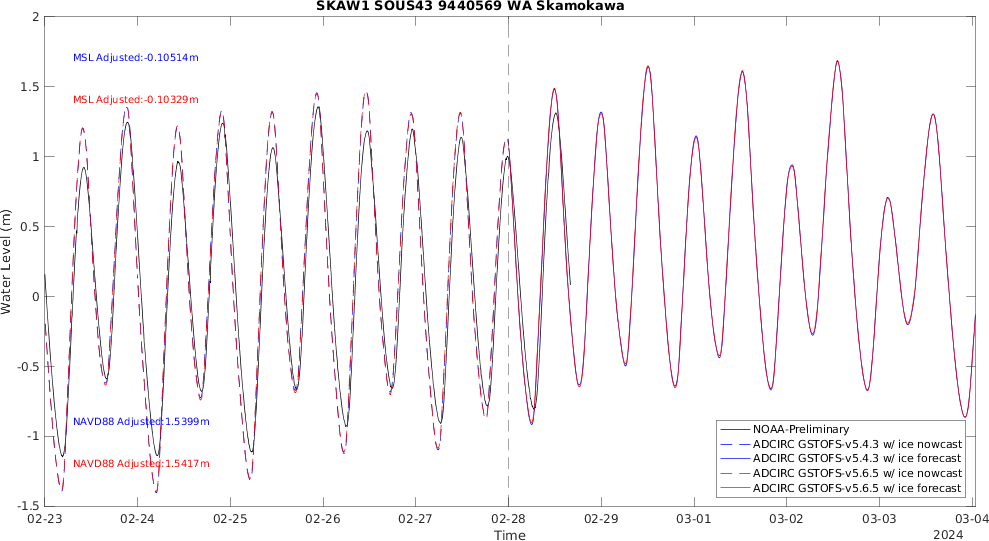 SKAW1 SOUS43 9440569 WA Skamokawa
2
1.5
1
0.5
0
-0.5
-1
-1.5
Water Level (m)
MSL Adjusted:-0.10514m
MSL Adjusted:-0.10329m
NAVD88 Adjusted:1.5399m
NAVD88 Adjusted:1.5417m
NOAA-Preliminary
ADCIRC GSTOFS-v5.4.3 w/ ice nowcast
ADCIRC GSTOFS-v5.4.3 w/ ice forecast
ADCIRC GSTOFS-v5.6.5 w/ ice nowcast
ADCIRC GSTOFS-v5.6.5 w/ ice forecast
02-23 02-24 02-25 02-26 02-27 02-28 02-29 03-01 03-02 03-03 03-04
Time
2024